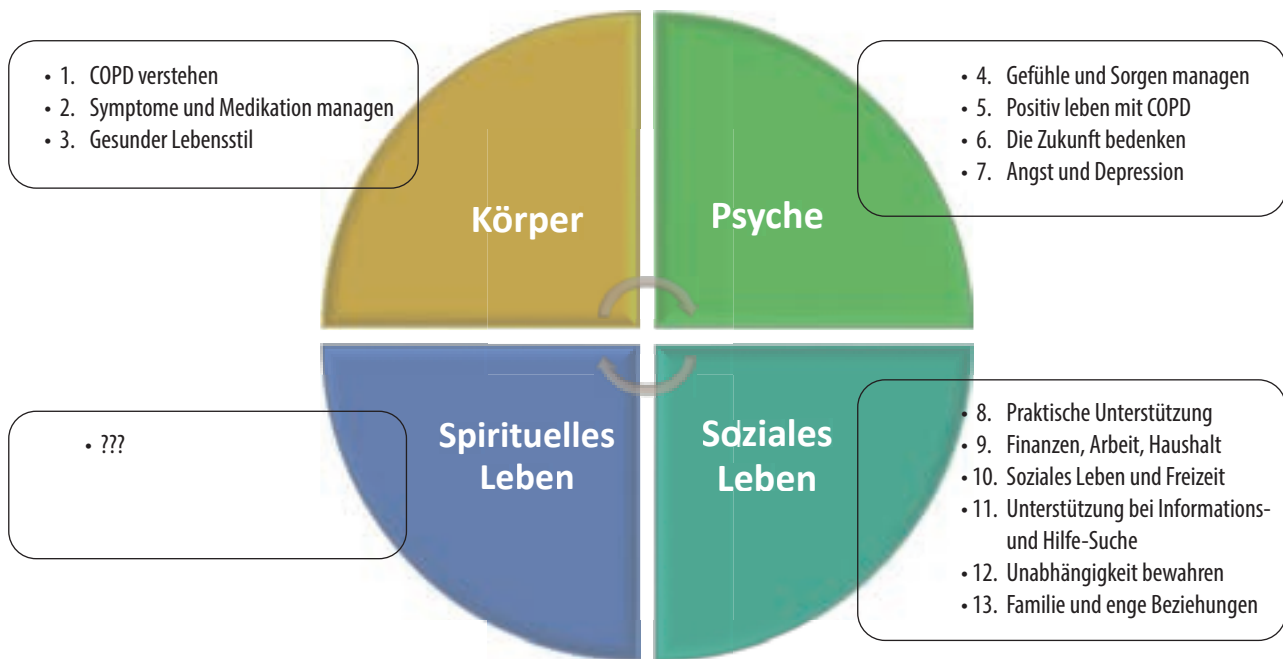 • 1. COPD verstehen
• 2. Symptome und Medikation managen
• 3. Gesunder Lebensstil
Körper
Psyche
• 4. Gefühle und Sorgen managen
• 5. Positiv leben mit COPD
• 6. Die Zukunft bedenken
• 7. Angst und Depression
• ???
Spirituelles
Leben
Soziales
Leben
• 8. Praktische Unterstützung
• 9. Finanzen, Arbeit, Haushalt
• 10. Soziales Leben und Freizeit
• 11. Unterstützung bei Informations-
und Hilfe-Suche
• 12. Unabhängigkeit bewahren
• 13. Familie und enge Beziehungen